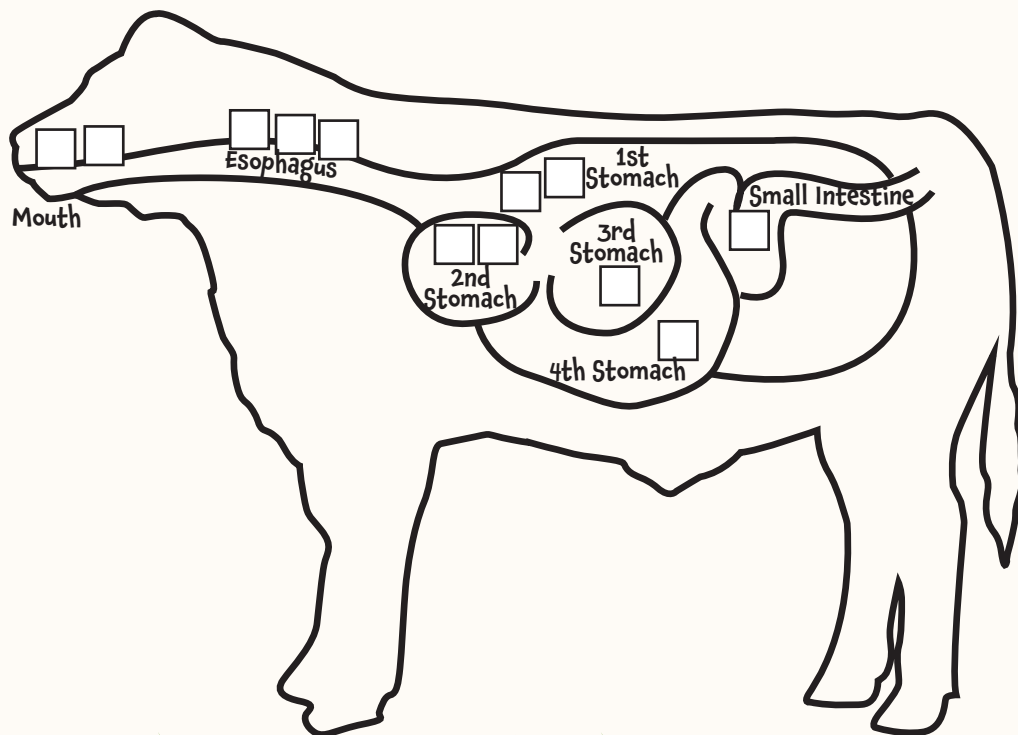 Esophagus
Mouth
1st
Stomach
Small Intestine
3rd
Stomach
2nd
Stomach
4th Stomach